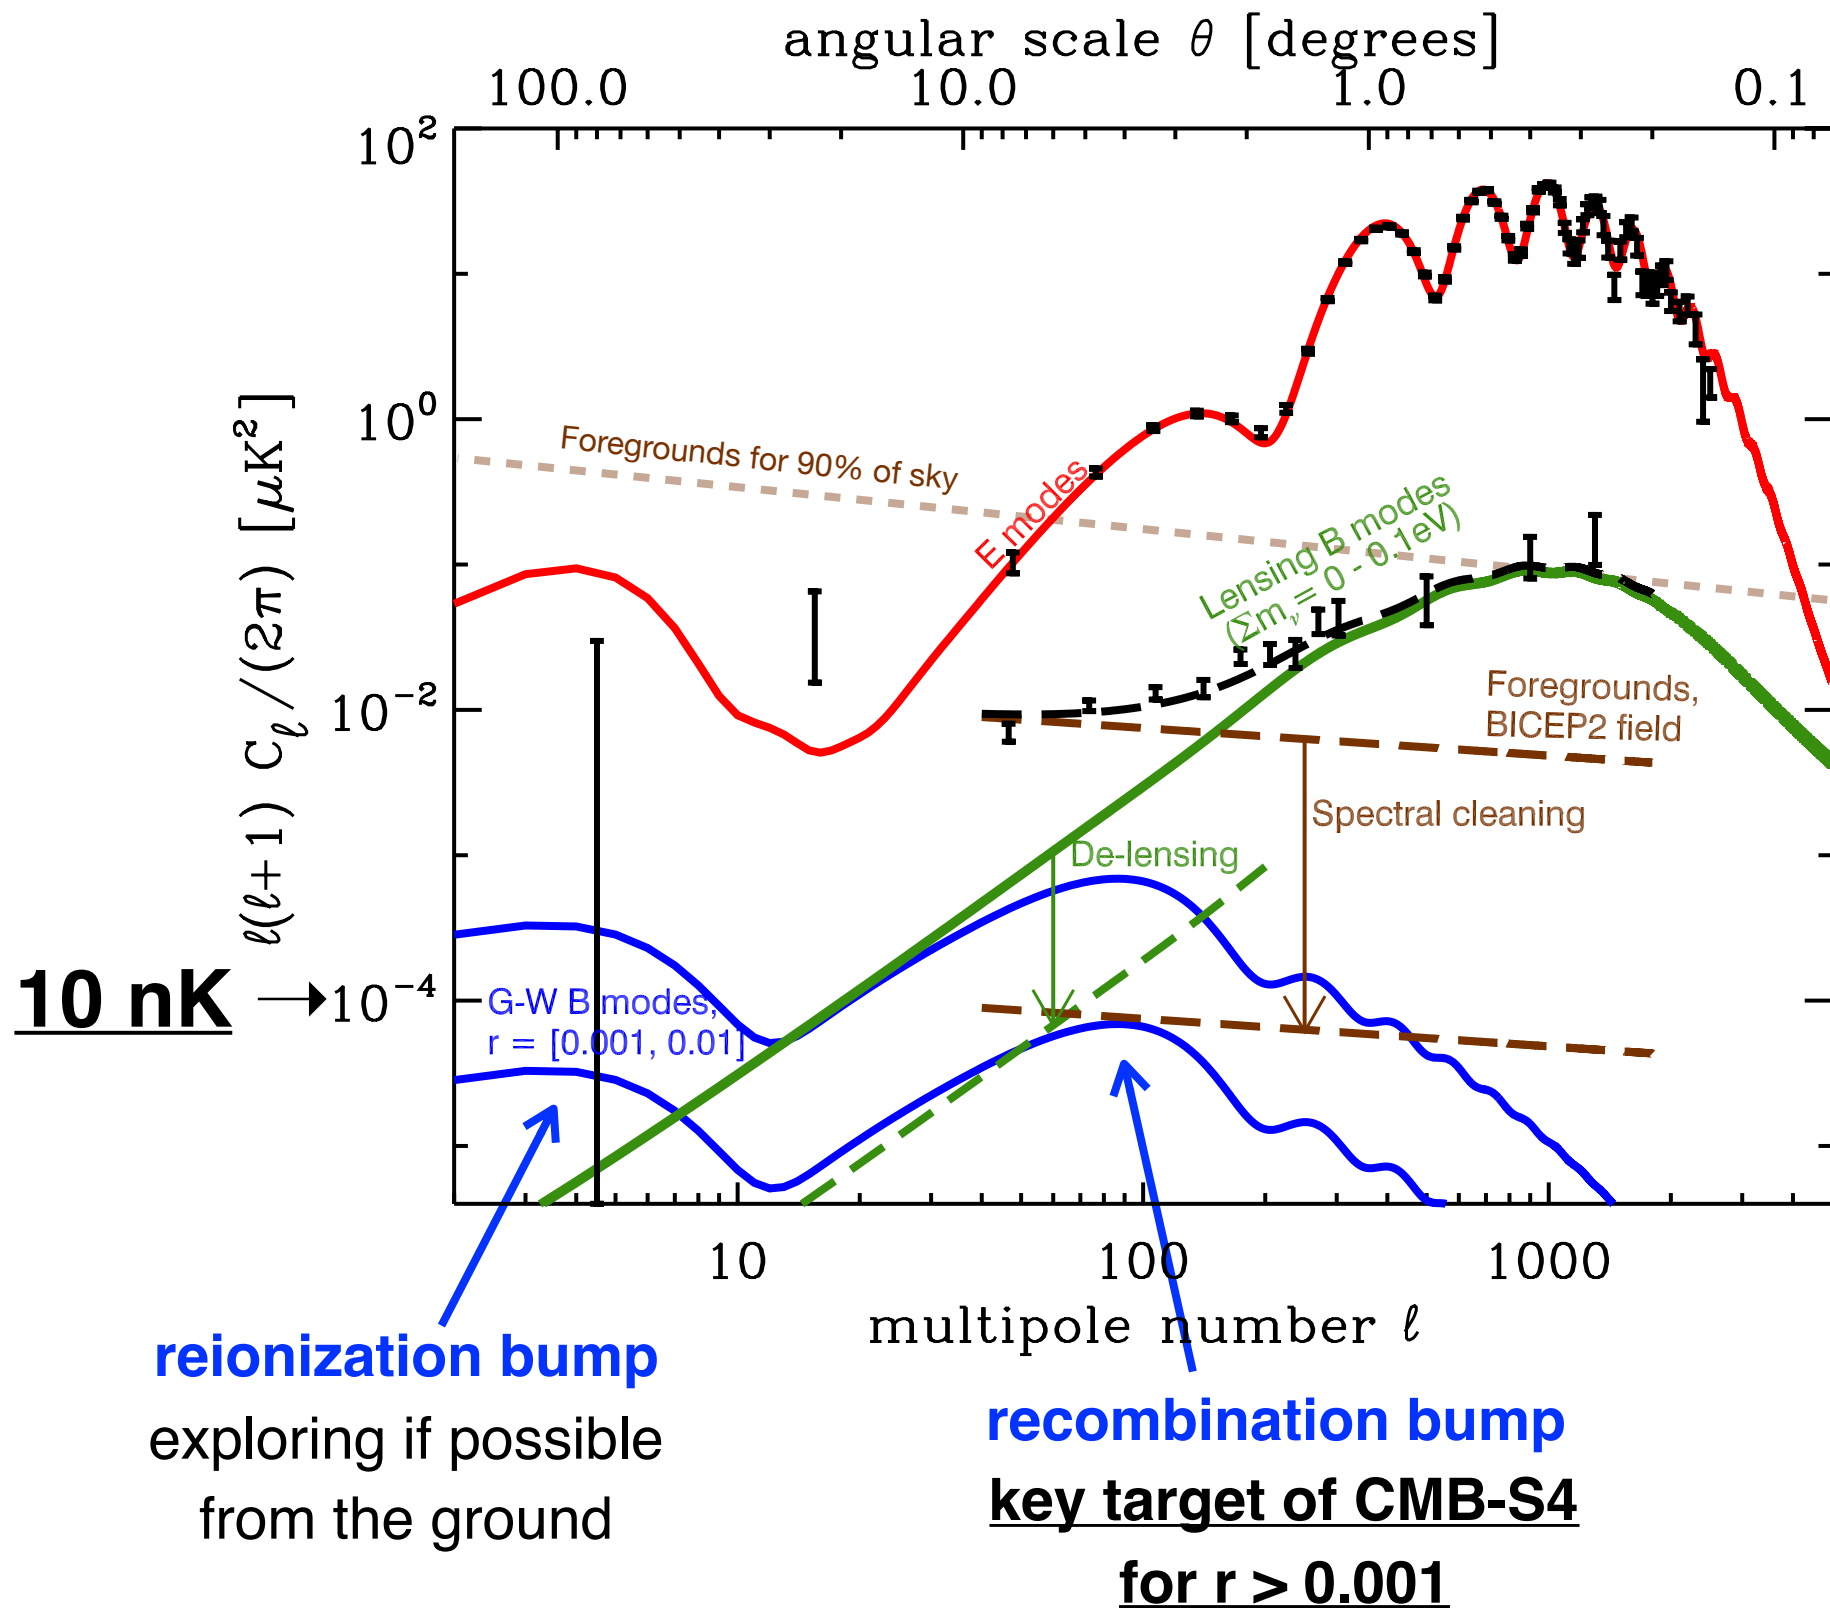 angular scale θ [degrees]
100.0 10.0 1.0 0.1
10²
10⁰
10⁻²
10⁻⁴
ℓ(ℓ+1) C_ℓ/(2π) [μK²]
Foregrounds for 90% of sky
E modes
Lensing B modes
(Σm_ν = 0 - 0.1eV)
Foregrounds,
BICEP2 field
Spectral cleaning
De-lensing
10 nK
G-W B modes,
r = [0.001, 0.01]
10 100 1000
multipole number ℓ
reionization bump
exploring if possible
from the ground
recombination bump
key target of CMB-S4
for r > 0.001